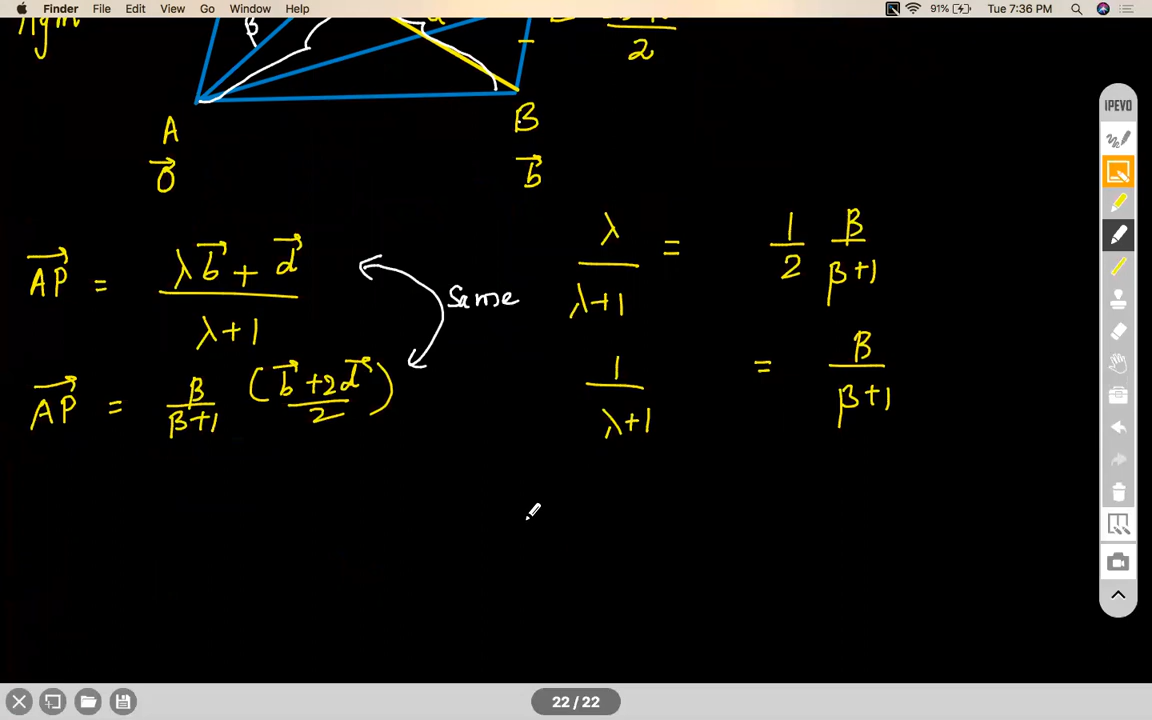 Finder File Edit View Go Window Help 91% Tue 7:36 PM
IPEVO
2
β
A
B
0⃗
b⃗
AP⃗ = (λb⃗ + d⃗)/(λ+1)
Same
AP⃗ = β/(β+1) ((b⃗ + 2d⃗)/2)
λ/(λ+1) = 1/2 β/(β+1)
1/(λ+1) = β/(β+1)
22 / 22